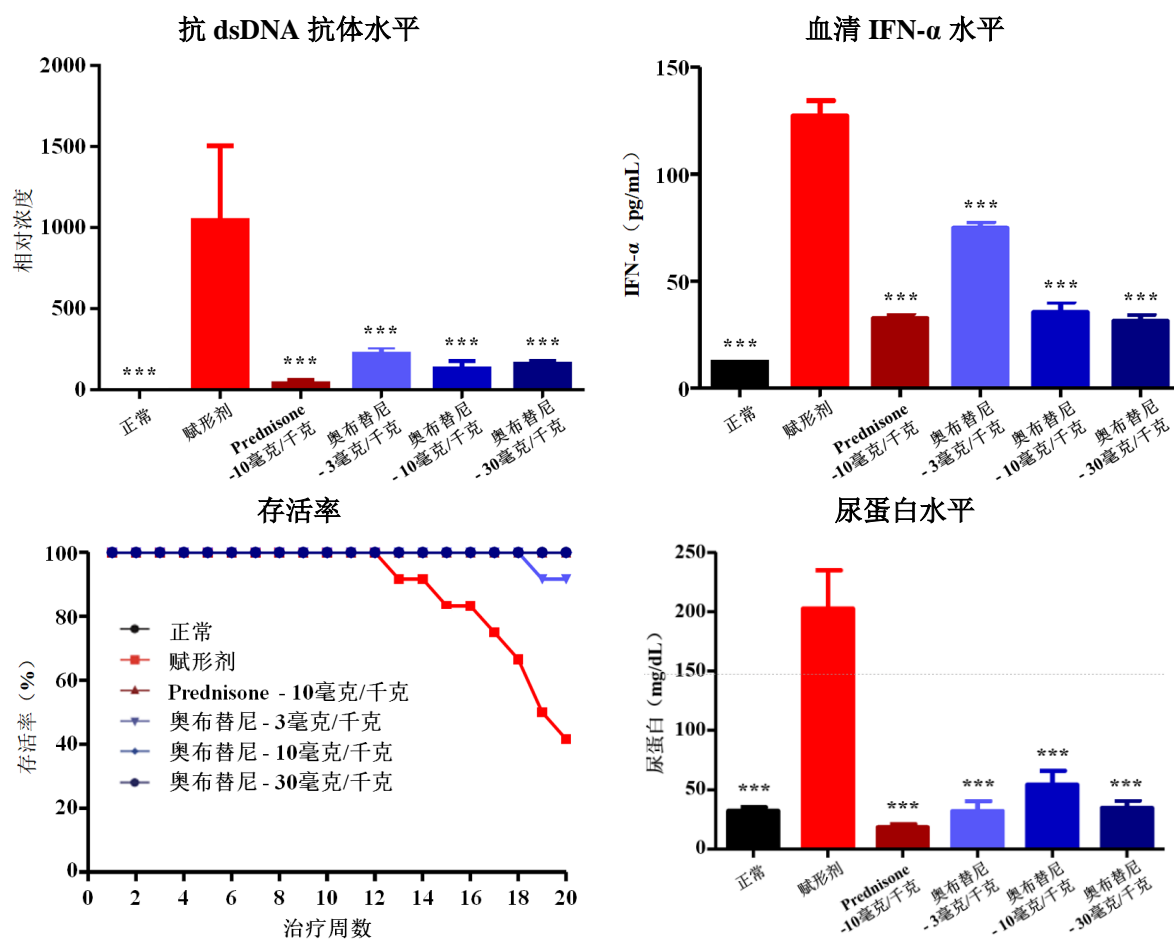 抗 dsDNA 抗体水平
2000
1500
1000
500
0
相对浓度
***
***
***
***
***
正常
赋形剂
Prednisone
-10毫克/千克
奥布替尼
- 3毫克/千克
奥布替尼
- 10毫克/千克
奥布替尼
- 30毫克/千克
血清 IFN-α 水平
150
100
50
0
IFN-α（pg/mL）
***
***
***
***
***
正常
赋形剂
Prednisone
-10毫克/千克
奥布替尼
- 3毫克/千克
奥布替尼
- 10毫克/千克
奥布替尼
- 30毫克/千克
存活率
100
80
60
40
20
0
存活率（%）
正常
赋形剂
Prednisone - 10毫克/千克
奥布替尼 - 3毫克/千克
奥布替尼 - 10毫克/千克
奥布替尼 - 30毫克/千克
0 2 4 6 8 10 12 14 16 18 20
治疗周数
尿蛋白水平
250
200
150
100
50
0
尿蛋白（mg/dL）
***
***
***
***
***
正常
赋形剂
Prednisone
-10毫克/千克
奥布替尼
- 3毫克/千克
奥布替尼
- 10毫克/千克
奥布替尼
- 30毫克/千克